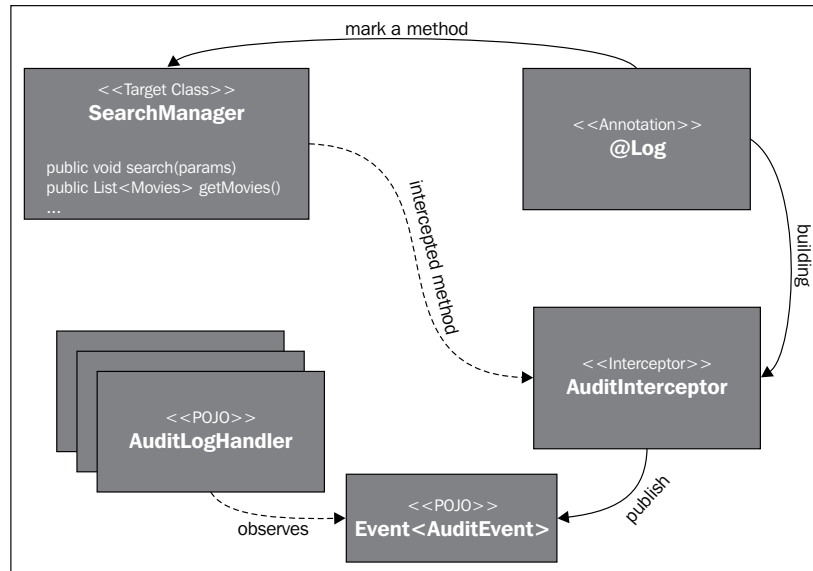 mark a method
<<Target Class>>
SearchManager
public void search(params)
public List<Movies> getMovies()
...
<<Annotation>>
@Log
intercepted method
building
<<Interceptor>>
AuditInterceptor
<<POJO>>
AuditLogHandler
observes
<<POJO>>
Event<AuditEvent>
publish